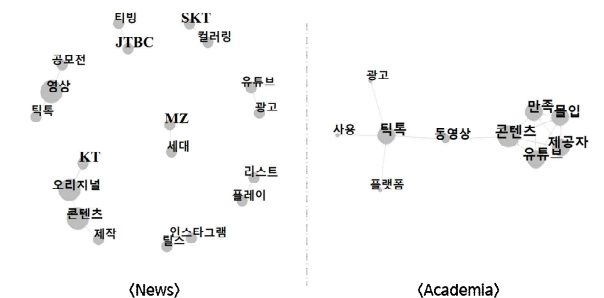 티빙
SKT
JTBC
컬러링
공모전
영상
유튜브
틱톡
광고
MZ
세대
KT
리스트
오리지널
플레이
콘텐츠
제작
인스타그램
릴스
〈News〉
광고
만족
몰입
사용
틱톡
동영상
콘텐츠
제공자
유튜브
플랫폼
〈Academia〉